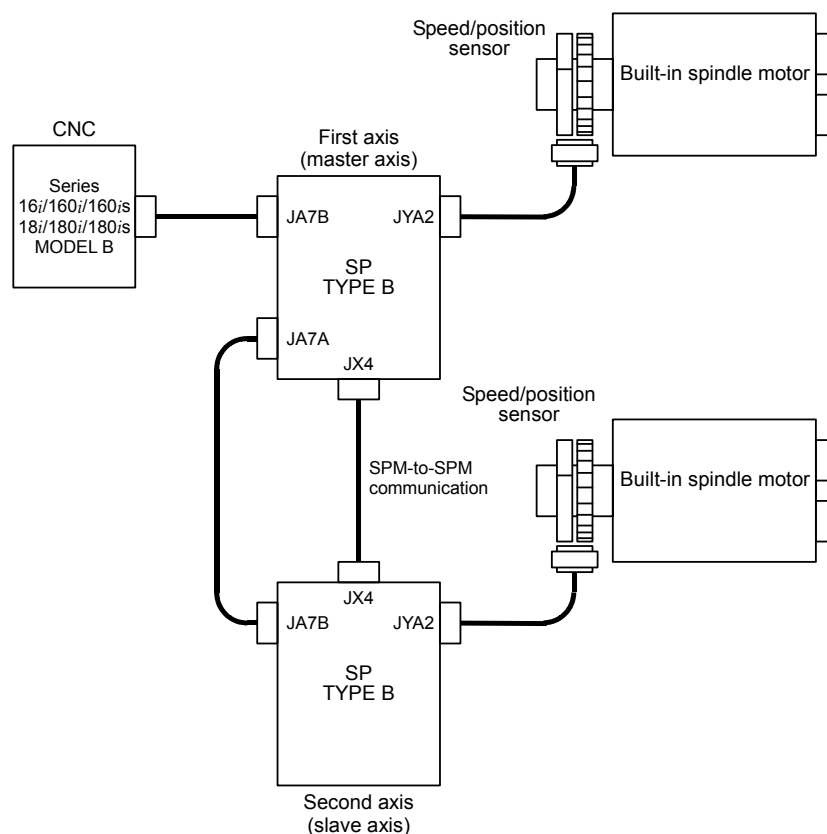 Speed/position
sensor
Built-in spindle motor
CNC
First axis
(master axis)
Series
16i/160i/160is
18i/180i/180is
MODEL B
JA7B
JYA2
SP
TYPE B
JA7A
JX4
Speed/position
sensor
SPM-to-SPM
communication
Built-in spindle motor
JX4
JA7B
JYA2
SP
TYPE B
Second axis
(slave axis)